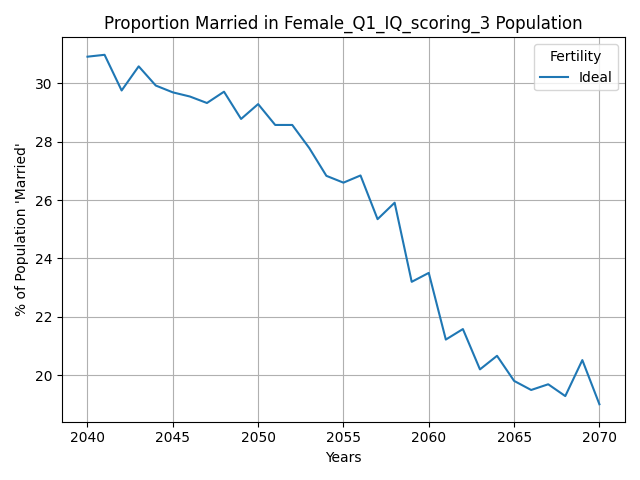 Proportion Married in Female_Q1_IQ_scoring_3 Population
Fertility
Ideal
% of Population 'Married'
30
28
26
24
22
20
2040 2045 2050 2055 2060 2065 2070
Years